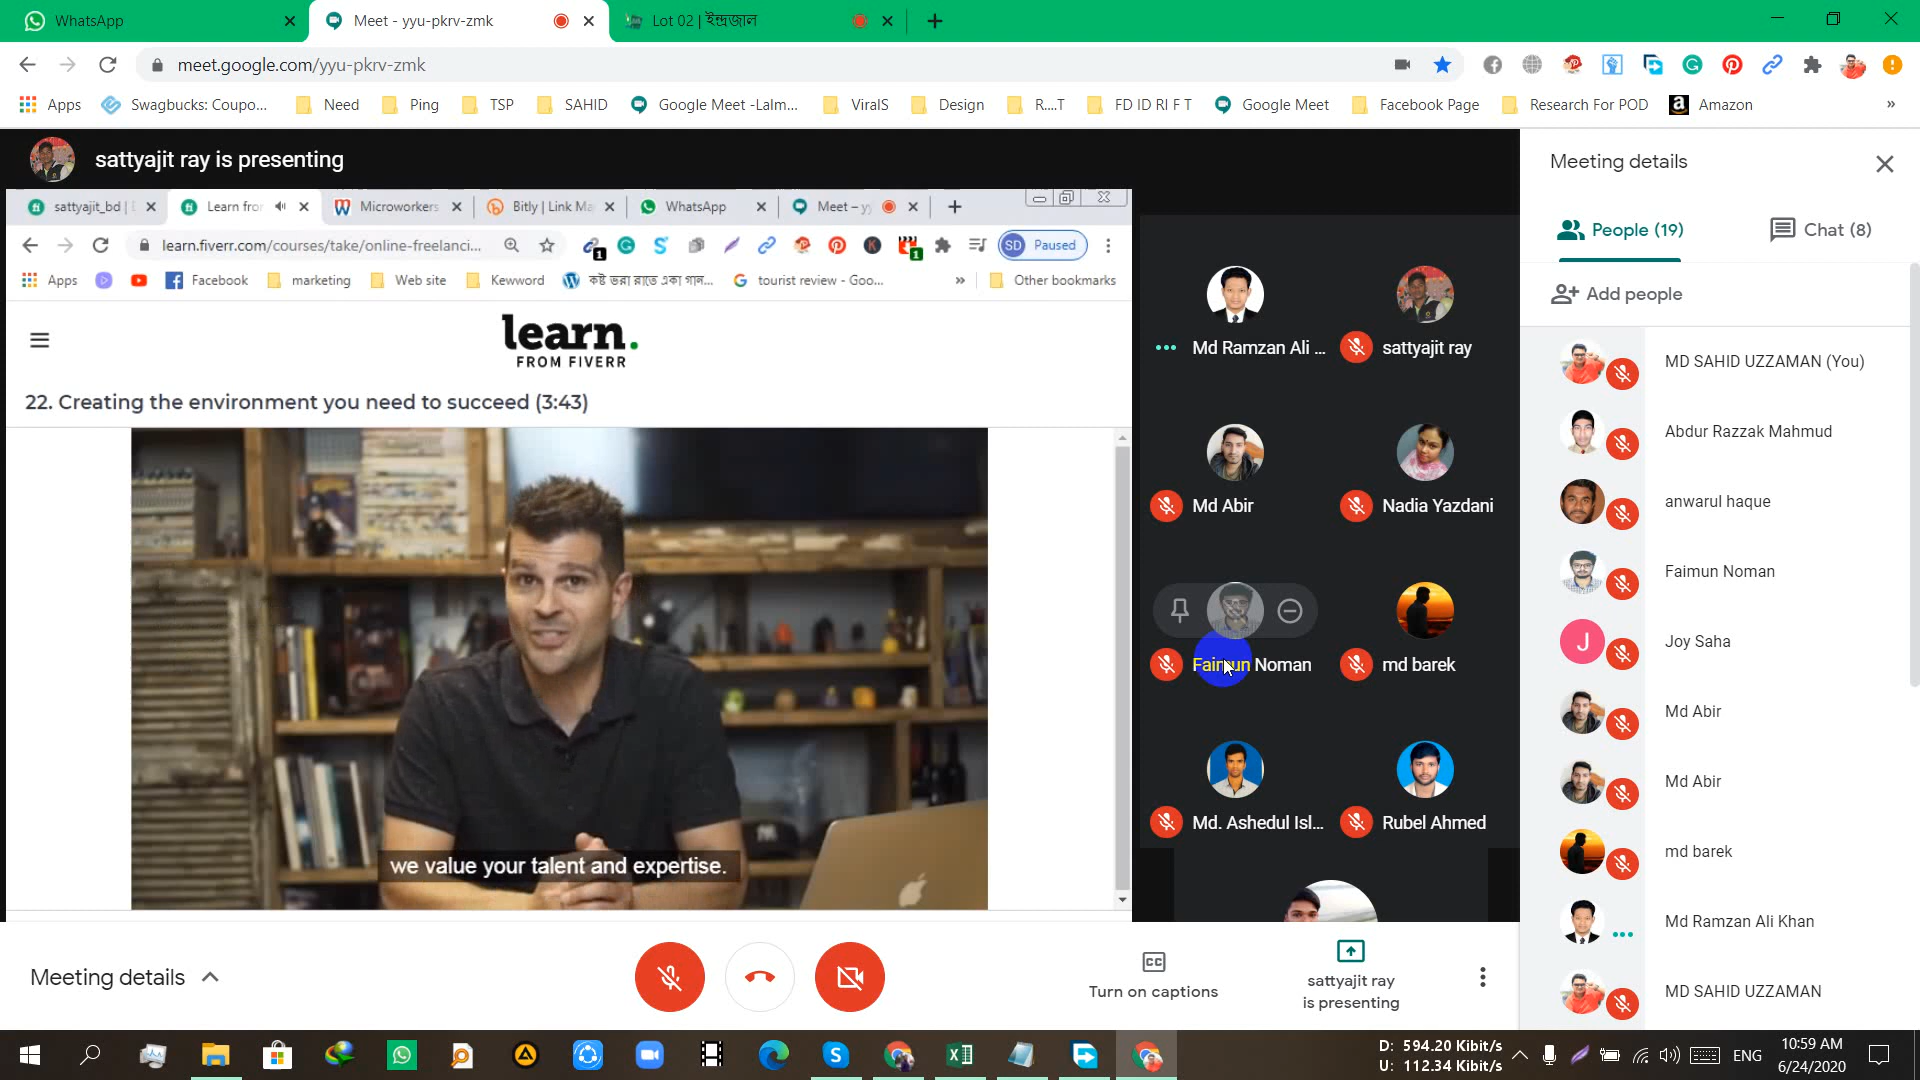 WhatsApp
Meet - yyu-pkrv-zmk
Lot 02 | ইন্দ্রজাল
meet.google.com/yyu-pkrv-zmk
Apps
Swagbucks: Coupo...
Need
Ping
TSP
SAHID
Google Meet -Lalm...
ViralS
Design
R....T
FD ID RI F T
Google Meet
Facebook Page
Research For POD
Amazon
»
sattyajit ray is presenting
sattyajit_bd |
Learn fror
Microworkers
Bitly | Link Ma
WhatsApp
Meet – yy
learn.fiverr.com/courses/take/online-freelanci...
SD Paused
Apps
Facebook
marketing
Web site
Kewword
কষ্ট ভরা রাতে একা গান...
tourist review - Goo...
»
Other bookmarks
learn.
FROM FIVERR
22. Creating the environment you need to succeed (3:43)
we value your talent and expertise.
Md Ramzan Ali ...
sattyajit ray
Md Abir
Nadia Yazdani
Faimun Noman
md barek
Md. Ashedul Isl...
Rubel Ahmed
Meeting details
People (19)
Chat (8)
Add people
MD SAHID UZZAMAN (You)
Abdur Razzak Mahmud
anwarul haque
Faimun Noman
J
Joy Saha
Md Abir
Md Abir
md barek
Md Ramzan Ali Khan
MD SAHID UZZAMAN
Meeting details
CC
Turn on captions
sattyajit ray
is presenting
D: 594.20 Kibit/s
U: 112.34 Kibit/s
ENG
10:59 AM
6/24/2020